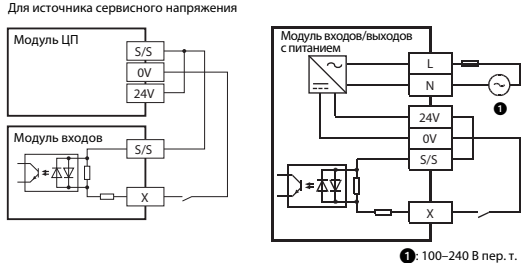 Для источника сервисного напряжения
Модуль ЦП
S/S
0V
24V
Модуль входов
S/S
X
Модуль входов/выходов
с питанием
L
N
24V
0V
S/S
X
1
1: 100–240 В пер. т.